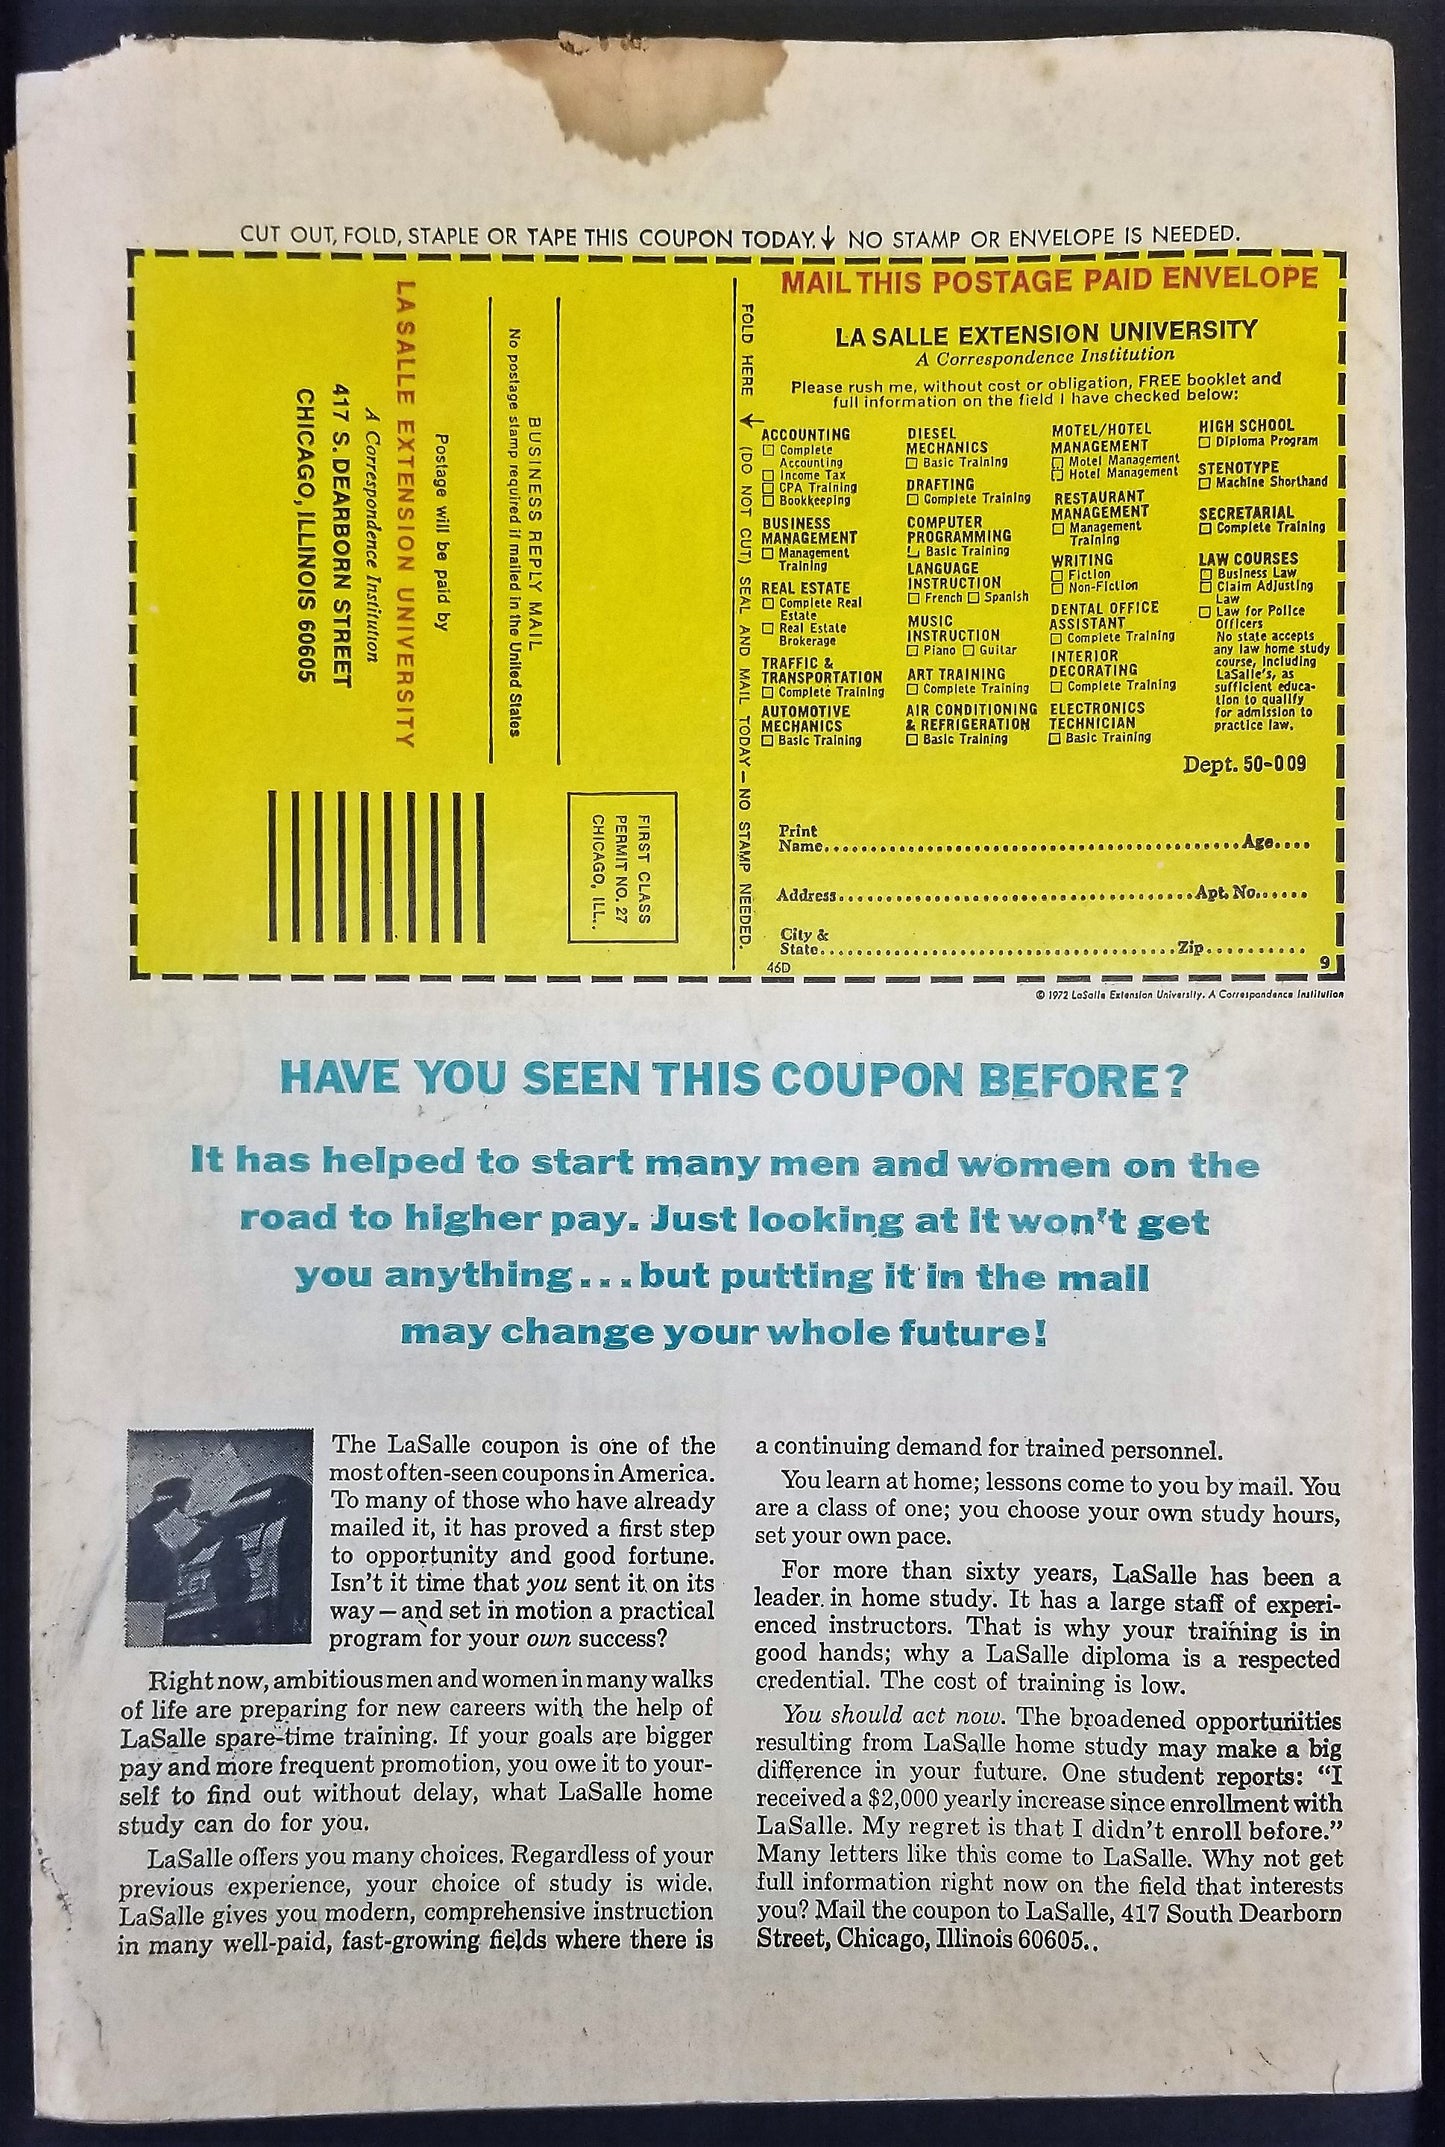 CUT OUT, FOLD, STAPLE OR TAPE THIS COUPON TODAY.↓ NO STAMP OR ENVELOPE IS NEEDED.
LA SALLE EXTENSION UNIVERSITY
A Correspondence Institution
417 S. DEARBORN STREET
CHICAGO, ILLINOIS 60605
Postage will be paid by
BUSINESS REPLY MAIL
No postage stamp required if mailed in the United States
FIRST CLASS
PERMIT NO. 27
CHICAGO, ILL..
FOLD HERE (DO NOT CUT) SEAL AND MAIL TODAY – NO STAMP NEEDED.
MAIL THIS POSTAGE PAID ENVELOPE
LA SALLE EXTENSION UNIVERSITY
A Correspondence Institution
Please rush me, without cost or obligation, FREE booklet and
full information on the field I have checked below:
ACCOUNTING
☐ Complete
Accounting
☐ Income Tax
☐ CPA Training
☐ Bookkeeping
BUSINESS
MANAGEMENT
☐ Management
Training
REAL ESTATE
☐ Complete Real
Estate
☐ Real Estate
Brokerage
TRAFFIC &
TRANSPORTATION
☐ Complete Training
AUTOMOTIVE
MECHANICS
☐ Basic Training
DIESEL
MECHANICS
☐ Basic Training
DRAFTING
☐ Complete Training
COMPUTER
PROGRAMMING
☐ Basic Training
LANGUAGE
INSTRUCTION
☐ French ☐ Spanish
MUSIC
INSTRUCTION
☐ Piano ☐ Guitar
ART TRAINING
☐ Complete Training
AIR CONDITIONING
& REFRIGERATION
☐ Basic Training
MOTEL/HOTEL
MANAGEMENT
☐ Motel Management
☐ Hotel Management
RESTAURANT
MANAGEMENT
☐ Management
Training
WRITING
☐ Fiction
☐ Non-Fiction
DENTAL OFFICE
ASSISTANT
☐ Complete Training
INTERIOR
DECORATING
☐ Complete Training
ELECTRONICS
TECHNICIAN
☐ Basic Training
HIGH SCHOOL
☐ Diploma Program
STENOTYPE
☐ Machine Shorthand
SECRETARIAL
☐ Complete Training
LAW COURSES
☐ Business Law
☐ Claim Adjusting
Law
☐ Law for Police
Officers
No state accepts
any law home study
course, including
LaSalle's, as
sufficient educa-
tion to qualify
for admission to
practice law.
Dept. 50-009
Print
Name........Age....
Address........Apt. No......
City &
State........Zip..........
46D
9
© 1972 LaSalle Extension University. A Correspondence Institution
HAVE YOU SEEN THIS COUPON BEFORE?
It has helped to start many men and women on the
road to higher pay. Just looking at it won't get
you anything...but putting it in the mail
may change your whole future!
The LaSalle coupon is one of the
most often-seen coupons in America.
To many of those who have already
mailed it, it has proved a first step
to opportunity and good fortune.
Isn't it time that you sent it on its
way — and set in motion a practical
program for your own success?
Right now, ambitious men and women in many walks
of life are preparing for new careers with the help of
LaSalle spare-time training. If your goals are bigger
pay and more frequent promotion, you owe it to your-
self to find out without delay, what LaSalle home
study can do for you.
LaSalle offers you many choices. Regardless of your
previous experience, your choice of study is wide.
LaSalle gives you modern, comprehensive instruction
in many well-paid, fast-growing fields where there is
a continuing demand for trained personnel.
You learn at home; lessons come to you by mail. You
are a class of one; you choose your own study hours,
set your own pace.
For more than sixty years, LaSalle has been a
leader in home study. It has a large staff of experi-
enced instructors. That is why your training is in
good hands; why a LaSalle diploma is a respected
credential. The cost of training is low.
You should act now. The broadened opportunities
resulting from LaSalle home study may make a big
difference in your future. One student reports: “I
received a $2,000 yearly increase since enrollment with
LaSalle. My regret is that I didn't enroll before.”
Many letters like this come to LaSalle. Why not get
full information right now on the field that interests
you? Mail the coupon to LaSalle, 417 South Dearborn
Street, Chicago, Illinois 60605..